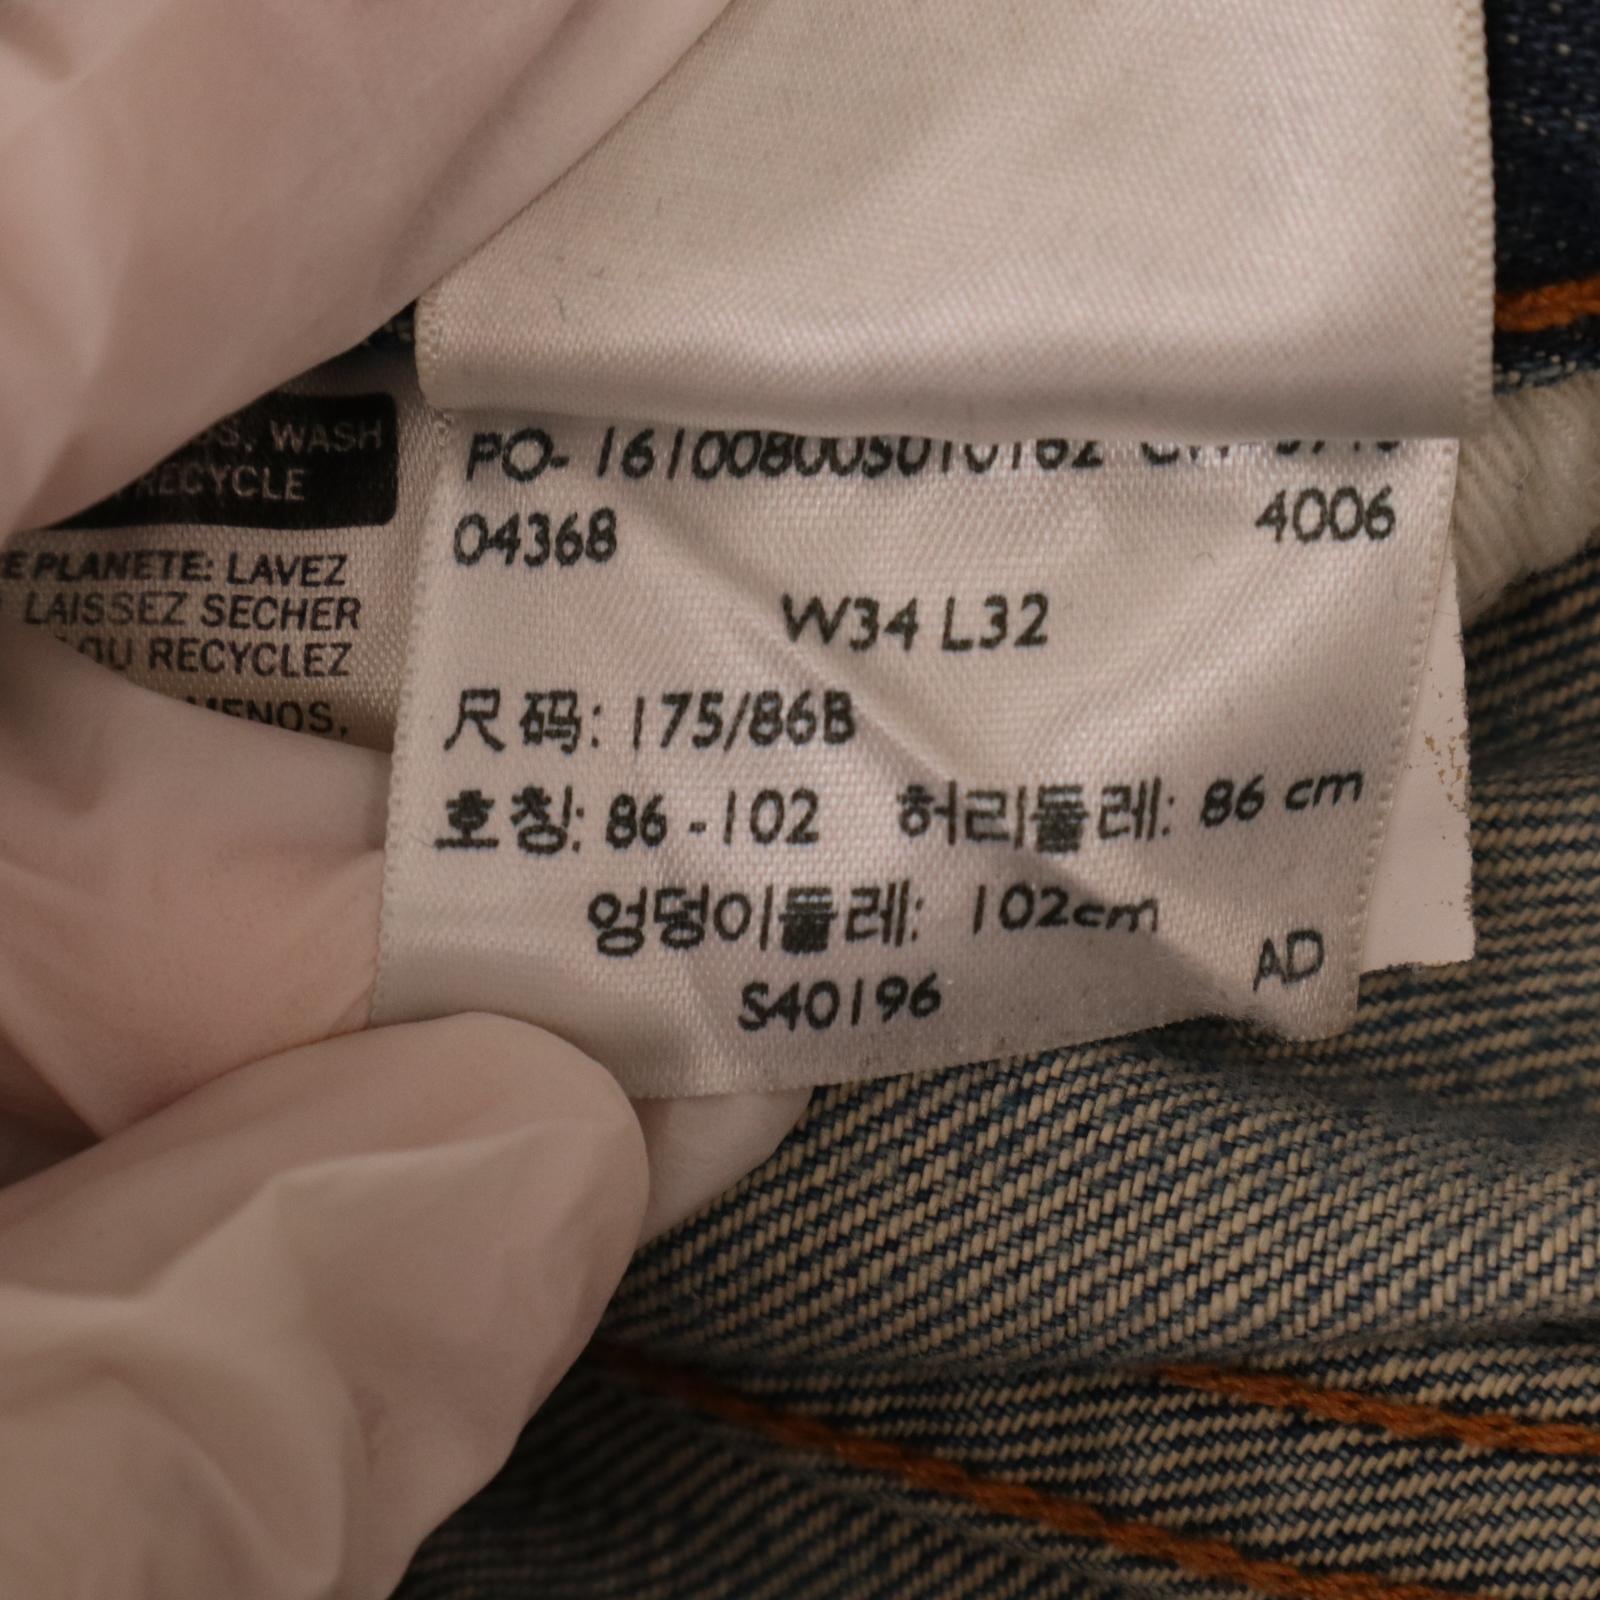 WASH
RECYCLE
PLANETE: LAVEZ
LAISSEZ SECHER
OU RECYCLEZ
MENOS,
04368 4006
W34 L32
尺码: 175/86B
호칭: 86 - 102 허리둘레: 86 cm
엉덩이둘레: 102cm
AD
S40196